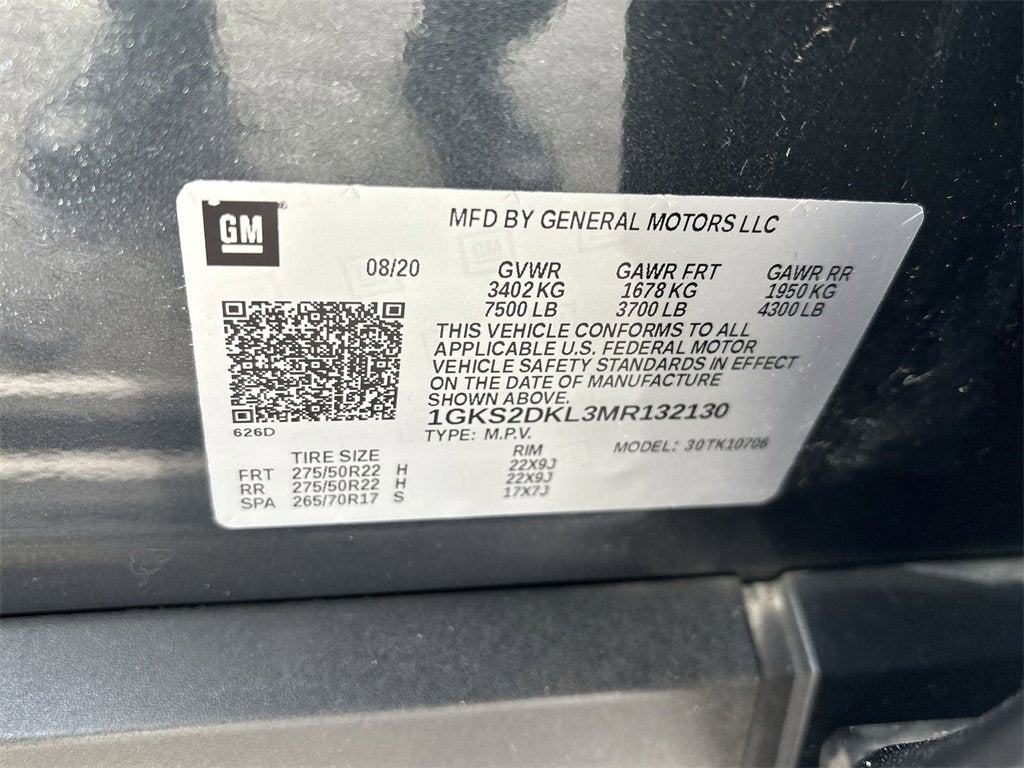 GM
MFD BY GENERAL MOTORS LLC
08/20 GVWR GAWR FRT GAWR RR
3402 KG 1678 KG 1950 KG
7500 LB 3700 LB 4300 LB
THIS VEHICLE CONFORMS TO ALL
APPLICABLE U.S. FEDERAL MOTOR
VEHICLE SAFETY STANDARDS IN EFFECT
ON THE DATE OF MANUFACTURE
SHOWN ABOVE.
1GKS2DKL3MR132130
626D
TYPE: M.P.V. MODEL: 30TK10706
TIRE SIZE RIM
FRT 275/50R22 H 22X9J
RR 275/50R22 H 22X9J
SPA 265/70R17 S 17X7J